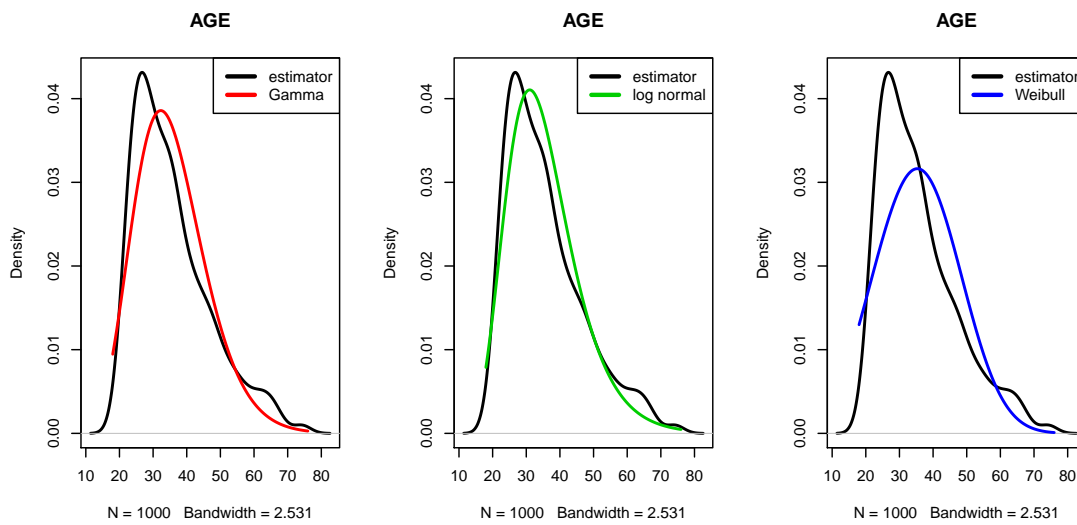 AGE
estimator
Gamma
Density
0.00
0.01
0.02
0.03
0.04
10 20 30 40 50 60 70 80
N = 1000 Bandwidth = 2.531
AGE
estimator
log normal
Density
0.00
0.01
0.02
0.03
0.04
10 20 30 40 50 60 70 80
N = 1000 Bandwidth = 2.531
AGE
estimator
Weibull
Density
0.00
0.01
0.02
0.03
0.04
10 20 30 40 50 60 70 80
N = 1000 Bandwidth = 2.531